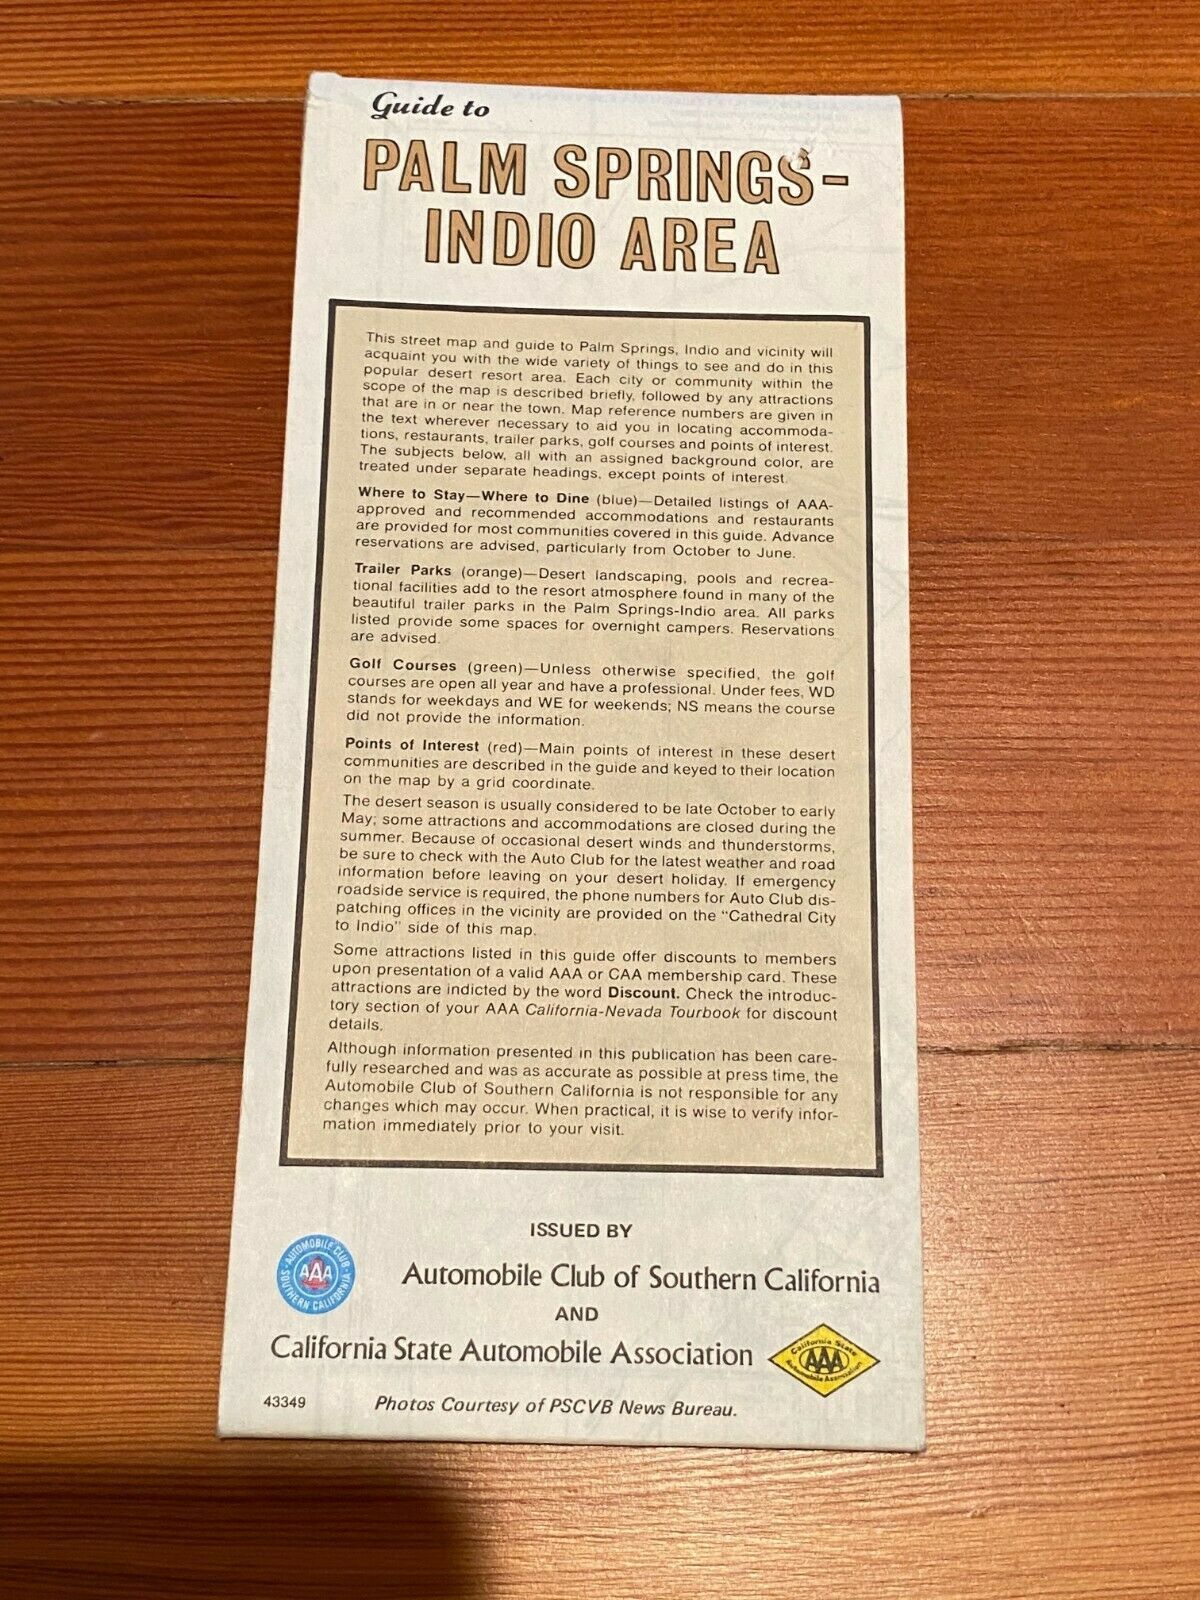 Guide to
PALM SPRINGS-
INDIO AREA
This street map and guide to Palm Springs, Indio and vicinity will
acquaint you with the wide variety of things to see and do in this
popular desert resort area. Each city or community within the
scope of the map is described briefly, followed by any attractions
that are in or near the town. Map reference numbers are given in
the text wherever necessary to aid you in locating accommoda-
tions, restaurants, trailer parks, golf courses and points of interest.
The subjects below, all with an assigned background color, are
treated under separate headings, except points of interest.
Where to Stay—Where to Dine (blue)—Detailed listings of AAA-
approved and recommended accommodations and restaurants
are provided for most communities covered in this guide. Advance
reservations are advised, particularly from October to June.
Trailer Parks (orange)—Desert landscaping, pools and recrea-
tional facilities add to the resort atmosphere found in many of the
beautiful trailer parks in the Palm Springs-Indio area. All parks
listed provide some spaces for overnight campers. Reservations
are advised.
Golf Courses (green)—Unless otherwise specified, the golf
courses are open all year and have a professional. Under fees, WD
stands for weekdays and WE for weekends; NS means the course
did not provide the information.
Points of Interest (red)—Main points of interest in these desert
communities are described in the guide and keyed to their location
on the map by a grid coordinate.
The desert season is usually considered to be late October to early
May; some attractions and accommodations are closed during the
summer. Because of occasional desert winds and thunderstorms,
be sure to check with the Auto Club for the latest weather and road
information before leaving on your desert holiday. If emergency
roadside service is required, the phone numbers for Auto Club dis-
patching offices in the vicinity are provided on the "Cathedral City
to Indio" side of this map.
Some attractions listed in this guide offer discounts to members
upon presentation of a valid AAA or CAA membership card. These
attractions are indicted by the word Discount. Check the introduc-
tory section of your AAA California-Nevada Tourbook for discount
details.
Although information presented in this publication has been care-
fully researched and was as accurate as possible at press time, the
Automobile Club of Southern California is not responsible for any
changes which may occur. When practical, it is wise to verify infor-
mation immediately prior to your visit.
ISSUED BY
AUTOMOBILE CLUB
AAA
SOUTHERN CALIFORNIA
Automobile Club of Southern California
AND
California State Automobile Association
California State
AAA
Automobile Association
43349
Photos Courtesy of PSCVB News Bureau.